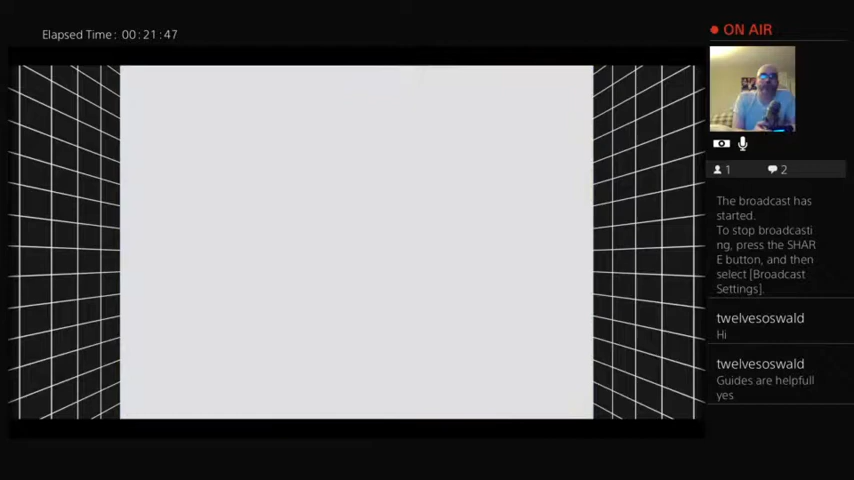 Elapsed Time : 00:21:47
ON AIR
1
2
The broadcast has
started.
To stop broadcasti
ng, press the SHAR
E button, and then
select [Broadcast
Settings].
twelvesoswald
Hi
twelvesoswald
Guides are helpfull
yes